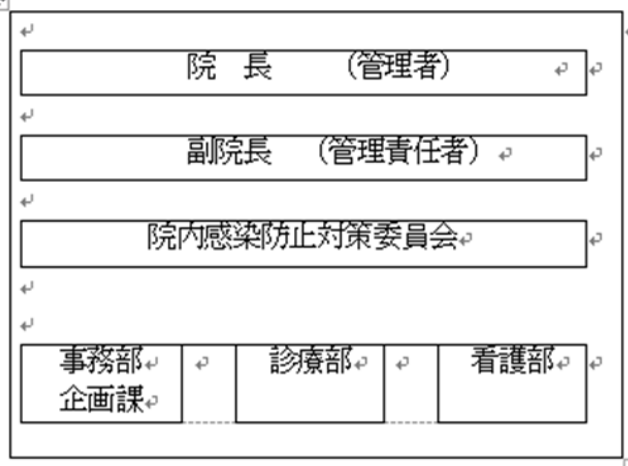 院　長　　（管理者）
副院長　（管理責任者）
院内感染防止対策委員会
事務部　診療部　看護部
企画課